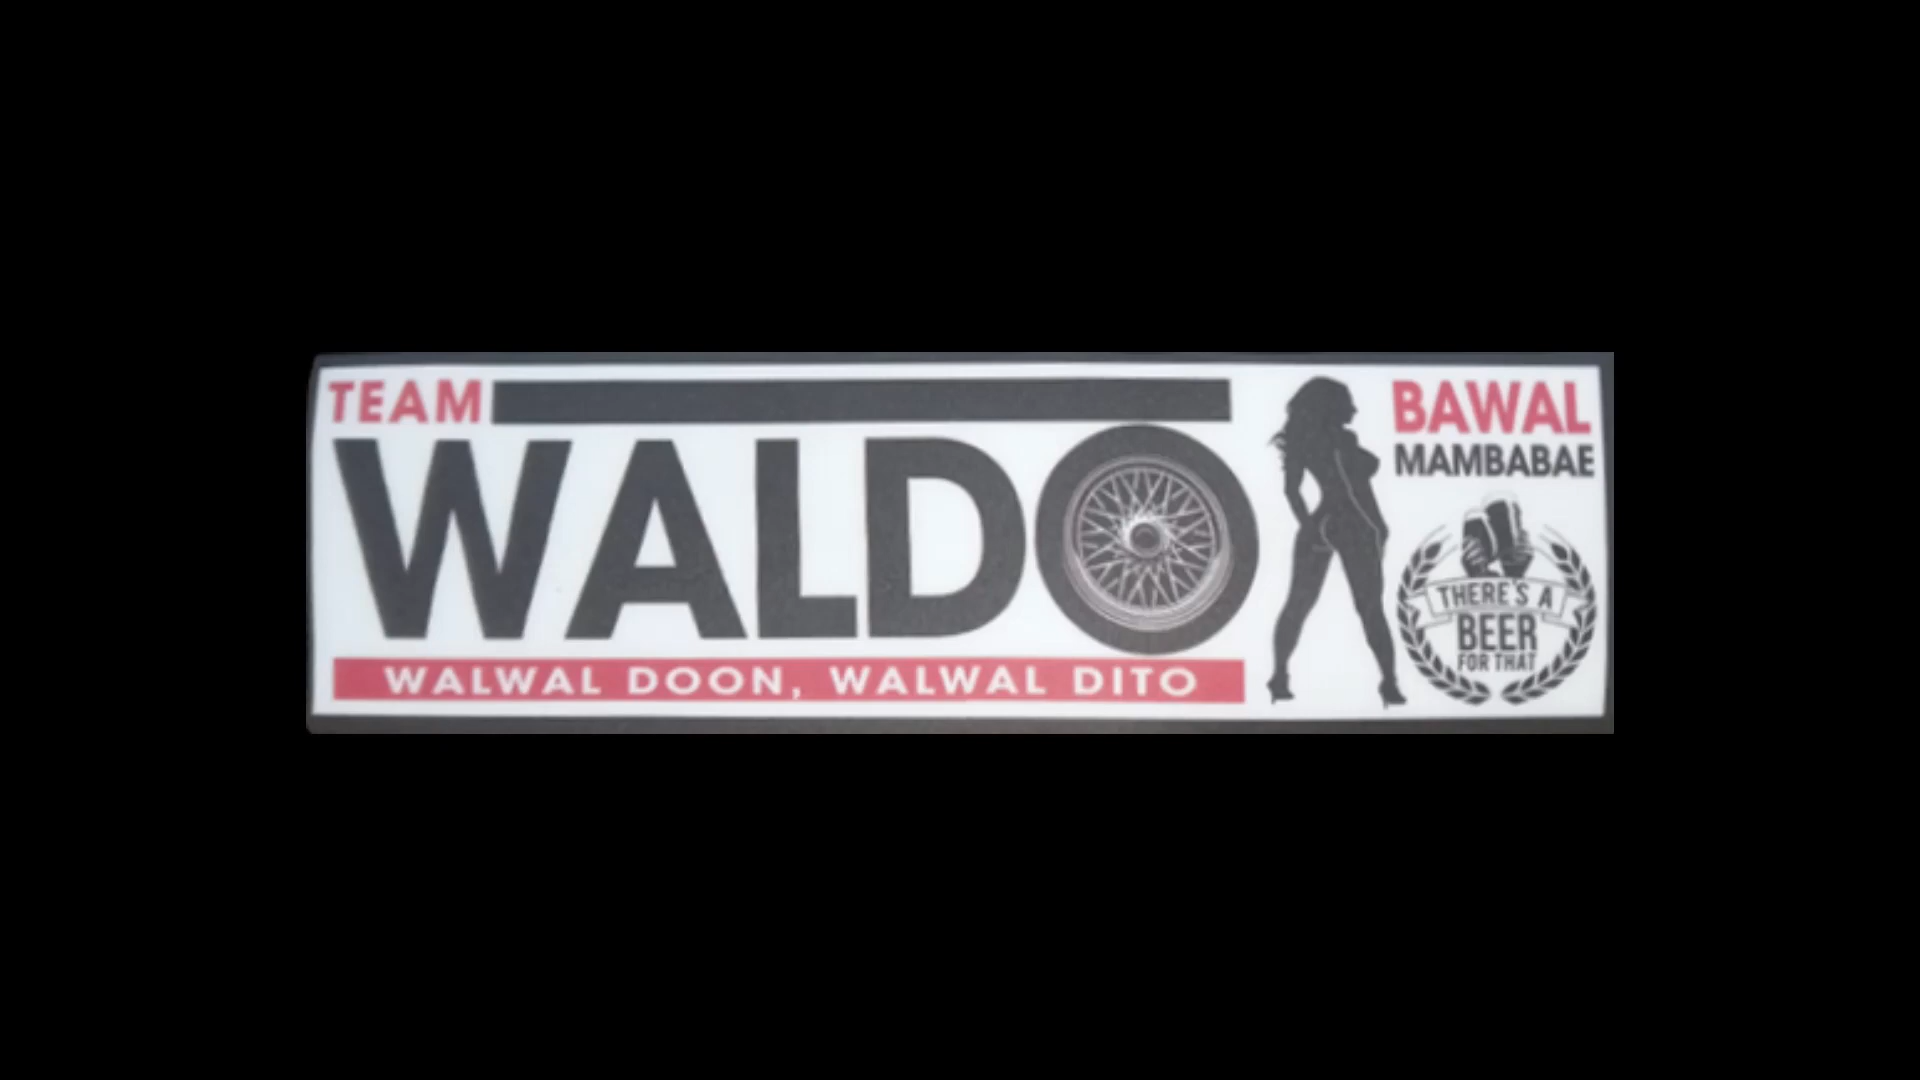 TEAM
WALDO
WALWAL DOON, WALWAL DITO
BAWAL
MAMBABAE
THERE'S A
BEER
FOR THAT